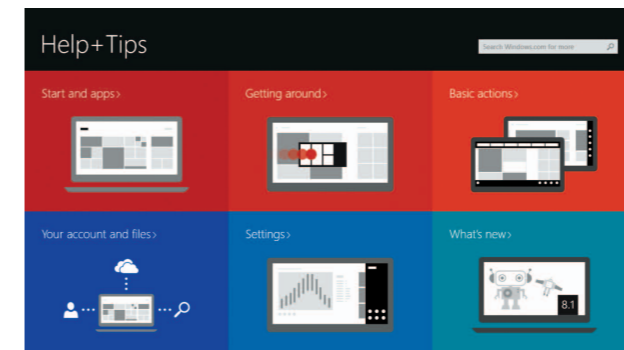 Help+Tips
Search Windows.com for more
Start and apps>
Getting around>
Basic actions>
Your account and files>
Settings>
What's new>
8.1